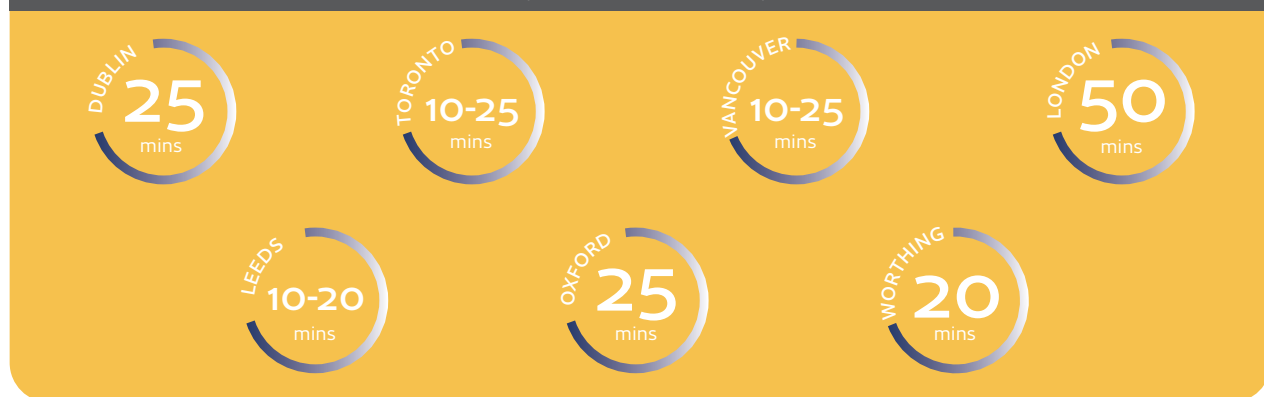 DUBLIN
25
mins
TORONTO
10-25
mins
VANCOUVER
10-25
mins
LONDON
50
mins
LEEDS
10-20
mins
OXFORD
25
mins
WORTHING
20
mins